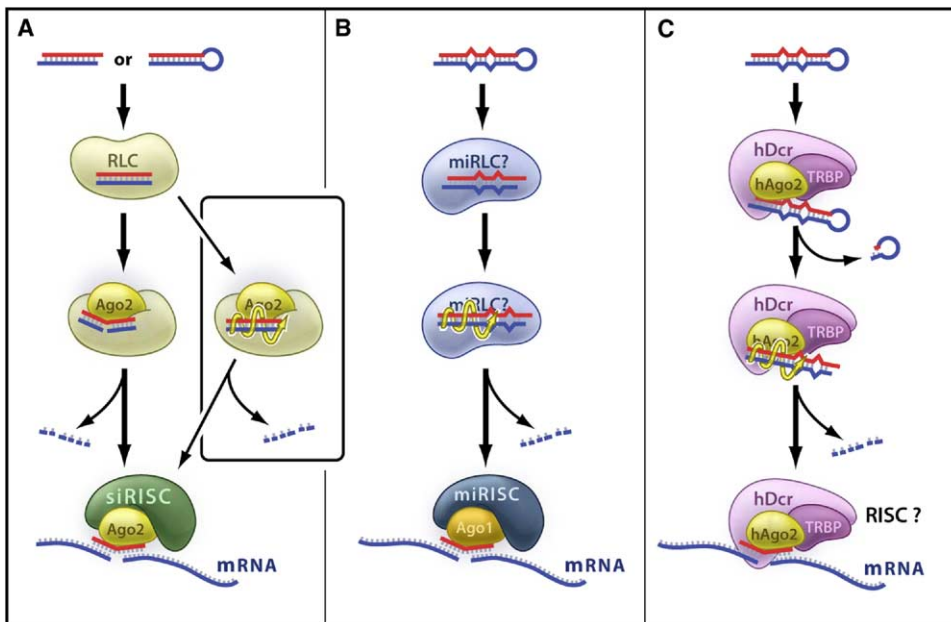 A
or
RLC
Ago2
Ago2
siRISC
Ago2
mRNA
B
miRLC?
miRLC?
miRISC
Ago1
mRNA
C
hDcr
hAgo2
TRBP
hDcr
hAgo2
TRBP
hDcr
hAgo2
TRBP
RISC ?
mRNA